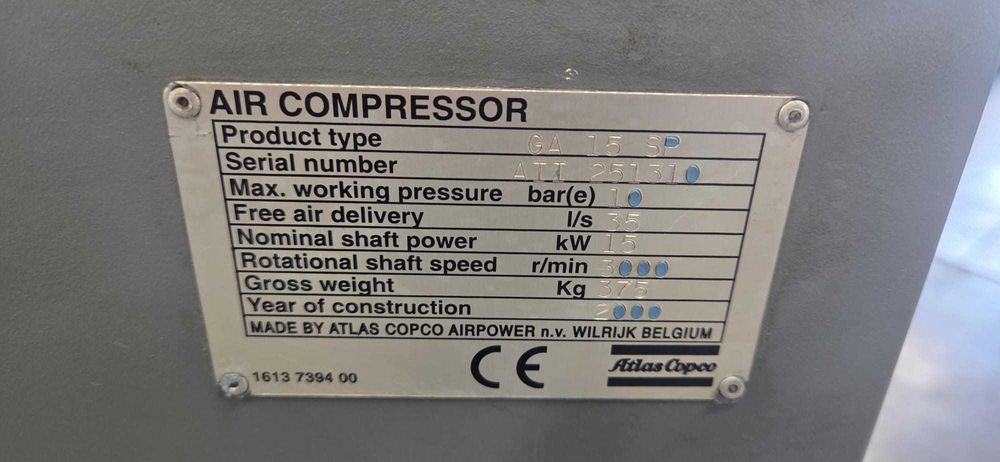 AIR COMPRESSOR
Product type GA 15 SP
Serial number AII 251310
Max. working pressure bar(e) 10
Free air delivery l/s 35
Nominal shaft power kW 15
Rotational shaft speed r/min 3000
Gross weight Kg 375
Year of construction 2000
MADE BY ATLAS COPCO AIRPOWER n.v. WILRIJK BELGIUM
1613 7394 00 CE Atlas Copco